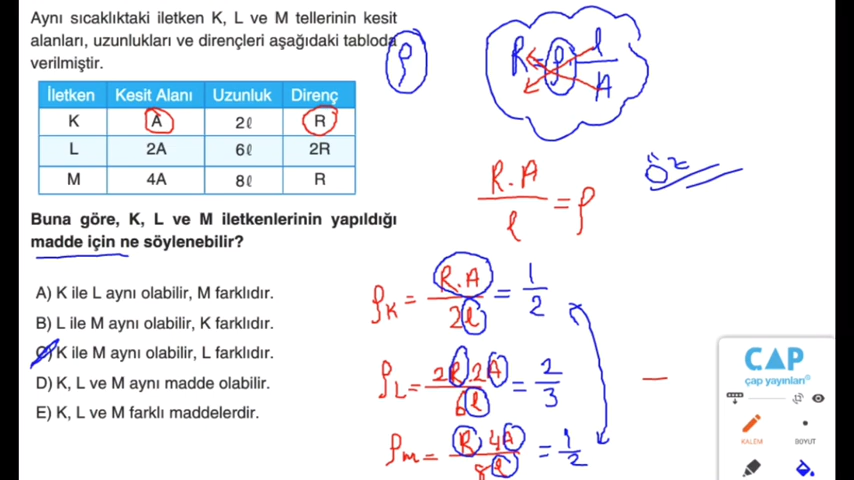 Aynı sıcaklıktaki iletken K, L ve M tellerinin kesit
alanları, uzunlukları ve dirençleri aşağıdaki tabloda
verilmiştir.
İletken Kesit Alanı Uzunluk Direnç
K A 2ℓ R
L 2A 6ℓ 2R
M 4A 8ℓ R
Buna göre, K, L ve M iletkenlerinin yapıldığı
madde için ne söylenebilir?
A) K ile L aynı olabilir, M farklıdır.
B) L ile M aynı olabilir, K farklıdır.
C) K ile M aynı olabilir, L farklıdır.
D) K, L ve M aynı madde olabilir.
E) K, L ve M farklı maddelerdir.
ρ
R = ρ ℓ / A
öz
R.A / ℓ = ρ
ρK = R.A / 2ℓ = 1/2
ρL = 2R.2A / 6ℓ = 2/3
ρm = R.4A / 8ℓ = 1/2
ÇAP
çap yayınları®
KALEM
BOYUT